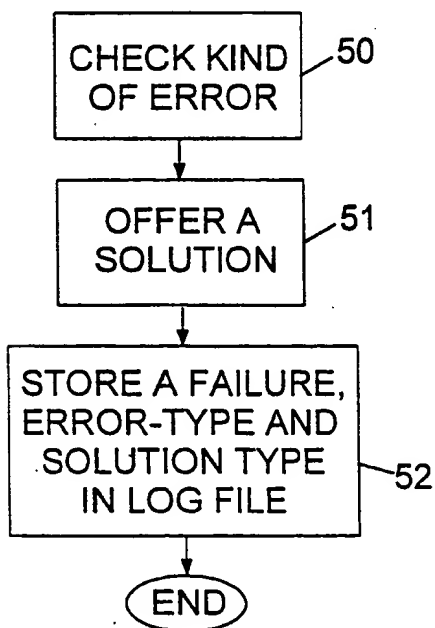 CHECK KIND
OF ERROR
50
OFFER A
SOLUTION
51
STORE A FAILURE,
ERROR-TYPE AND
SOLUTION TYPE
IN LOG FILE
52
END